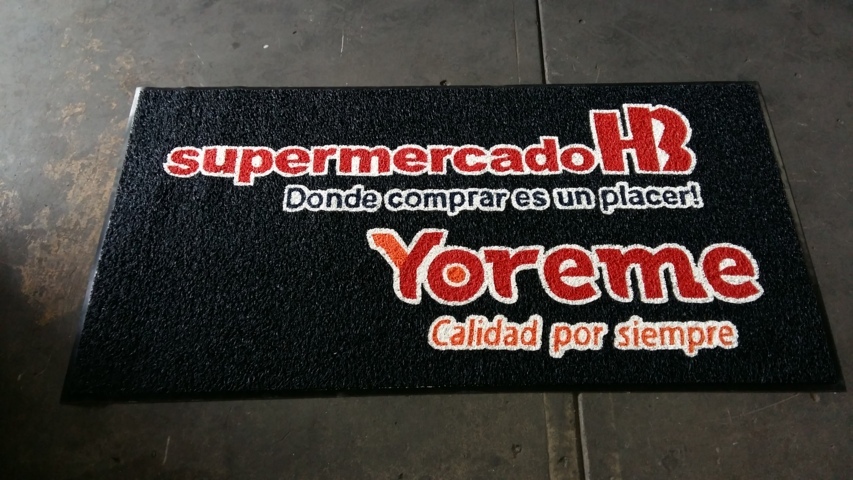 supermercado HB
Donde comprar es un placer!
Yoreme
Calidad por siempre